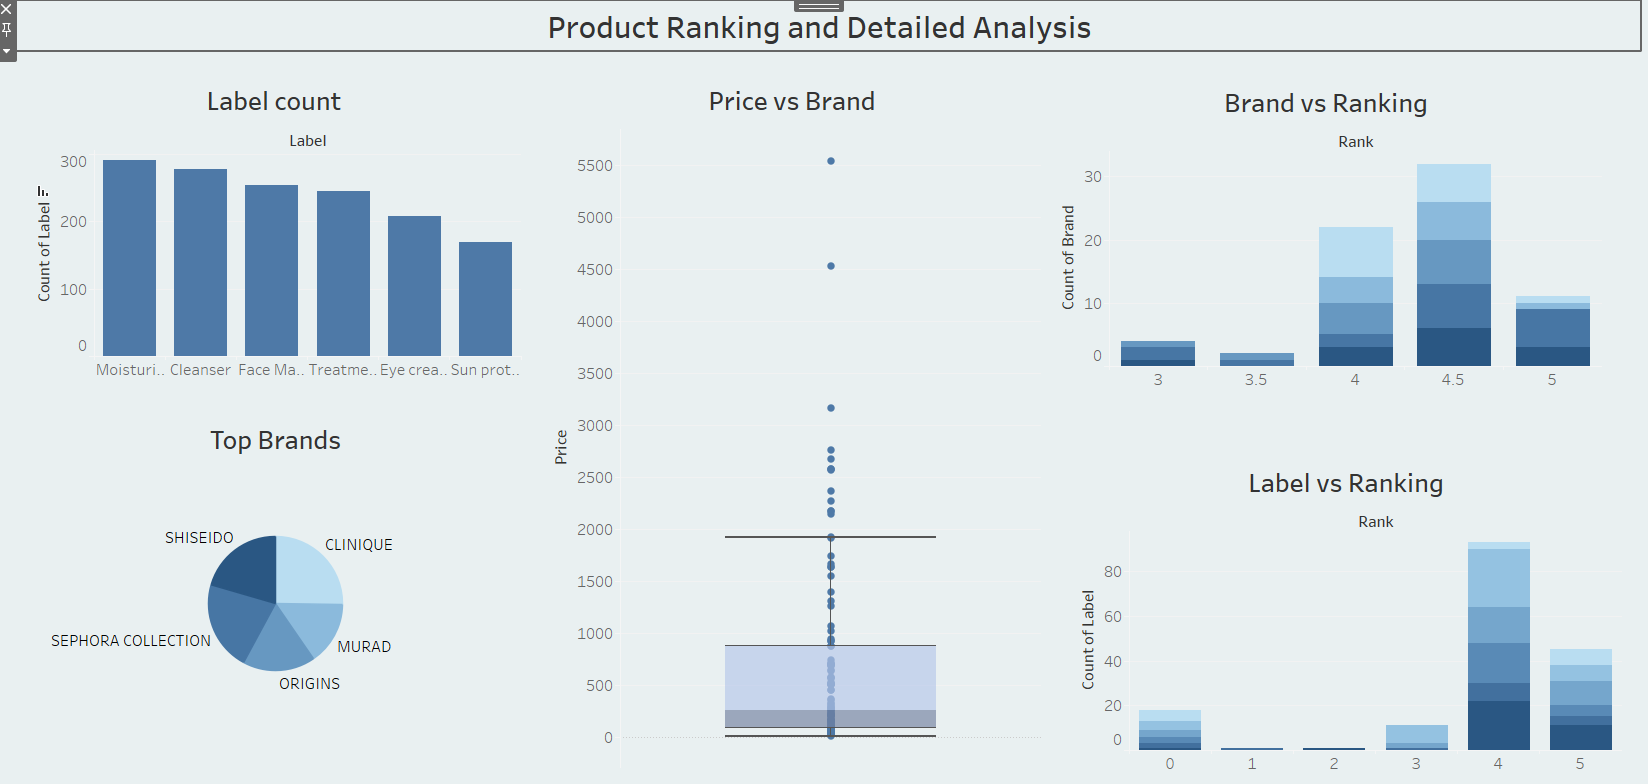 Product Ranking and Detailed Analysis
Label count
Label
Count of Label
300
200
100
0
Moisturi.. Cleanser Face Ma.. Treatme.. Eye crea.. Sun prot..
Top Brands
SHISEIDO
CLINIQUE
SEPHORA COLLECTION
MURAD
ORIGINS
Price vs Brand
Price
5500
5000
4500
4000
3500
3000
2500
2000
1500
1000
500
0
Brand vs Ranking
Rank
Count of Brand
30
20
10
0
3 3.5 4 4.5 5
Label vs Ranking
Rank
Count of Label
80
60
40
20
0
0 1 2 3 4 5